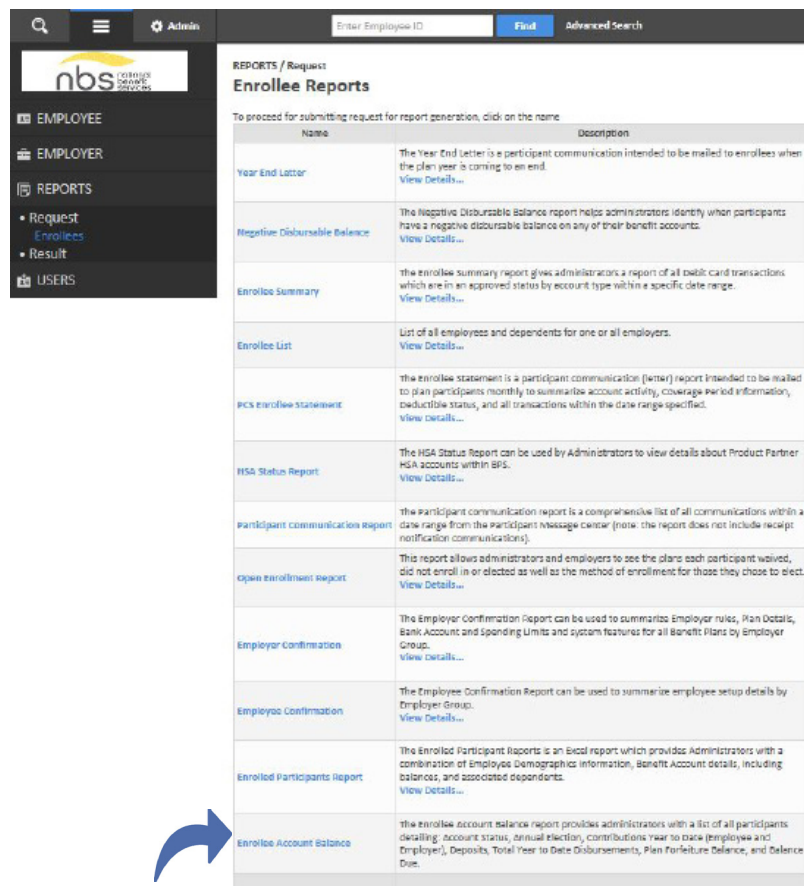 Admin
Enter Employee ID
Find
Advanced Search
nbs national benefit services
EMPLOYEE
EMPLOYER
REPORTS
• Request
Enrollees
• Result
USERS
REPORTS / Request
Enrollee Reports
To proceed for submitting request for report generation, click on the name
Name
Description
Year End Letter
The Year End Letter is a participant communication intended to be mailed to enrollees when
the plan year is coming to an end.
View Details...
Negative Disbursable Balance
The Negative Disbursable Balance report helps administrators identify when participants
have a negative disbursable balance on any of their benefit accounts.
View Details...
Enrollee Summary
The Enrollee Summary report gives administrators a report of all Debit Card transactions
which are in an approved status by account type within a specific date range.
View Details...
Enrollee List
List of all employees and dependents for one or all employers.
View Details...
PCS Enrollee Statement
The Enrollee Statement is a participant communication (letter) report intended to be mailed
to plan participants monthly to summarize account activity, Coverage Period Information,
Deductible Status, and all transactions within the date range specified.
View Details...
HSA Status Report
The HSA Status Report can be used by Administrators to view details about Product Partner
HSA accounts within BPS.
View Details...
Participant Communication Report
The Participant communication report is a comprehensive list of all communications within a
date range from the Participant Message Center (note: the report does not include receipt
notification communications).
Open Enrollment Report
This report allows administrators and employers to see the plans each participant waived,
did not enroll in or elected as well as the method of enrollment for those they chose to elect.
View Details...
Employer Confirmation
The Employer Confirmation Report can be used to summarize Employer rules, Plan Details,
Bank Account and Spending Limits and system features for all Benefit Plans by Employer
Group.
View Details...
Employee Confirmation
The Employee Confirmation Report can be used to summarize employee setup details by
Employer Group.
View Details...
Enrolled Participants Report
The Enrolled Participant Reports is an Excel report which provides Administrators with a
combination of Employee Demographics information, Benefit Account details, including
balances, and associated dependents.
View Details...
Enrollee Account Balance
The Enrollee Account Balance report provides administrators with a list of all participants
detailing: Account Status, Annual Election, Contributions Year to Date (Employee and
Employer), Deposits, Total Year to Date Disbursements, Plan Forfeiture Balance, and Balance
Due.